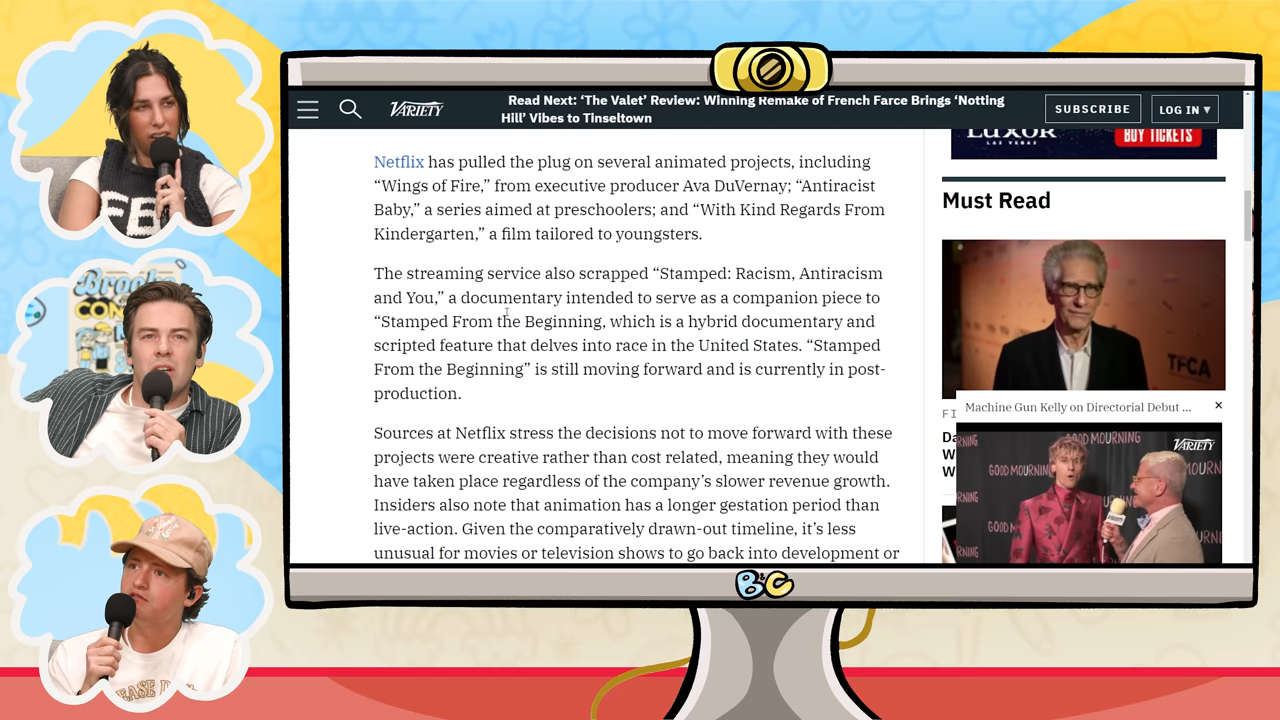 Read Next: ‘The Valet’ Review: Winning Remake of French Farce Brings ‘Notting
Hill’ Vibes to Tinseltown
VARIETY
SUBSCRIBE
LOG IN ▾
LUXOR
LAS VEGAS
BUY TICKETS
Netflix has pulled the plug on several animated projects, including
“Wings of Fire,” from executive producer Ava DuVernay; “Antiracist
Baby,” a series aimed at preschoolers; and “With Kind Regards From
Kindergarten,” a film tailored to youngsters.
The streaming service also scrapped “Stamped: Racism, Antiracism
and You,” a documentary intended to serve as a companion piece to
“Stamped From the Beginning, which is a hybrid documentary and
scripted feature that delves into race in the United States. “Stamped
From the Beginning” is still moving forward and is currently in post-
production.
Sources at Netflix stress the decisions not to move forward with these
projects were creative rather than cost related, meaning they would
have taken place regardless of the company’s slower revenue growth.
Insiders also note that animation has a longer gestation period than
live-action. Given the comparatively drawn-out timeline, it’s less
unusual for movies or television shows to go back into development or
Must Read
TFCA
FI
Da
W
W
Machine Gun Kelly on Directorial Debut ...
GOOD MOURNING
VARIETY
B&C
Brooke
CON